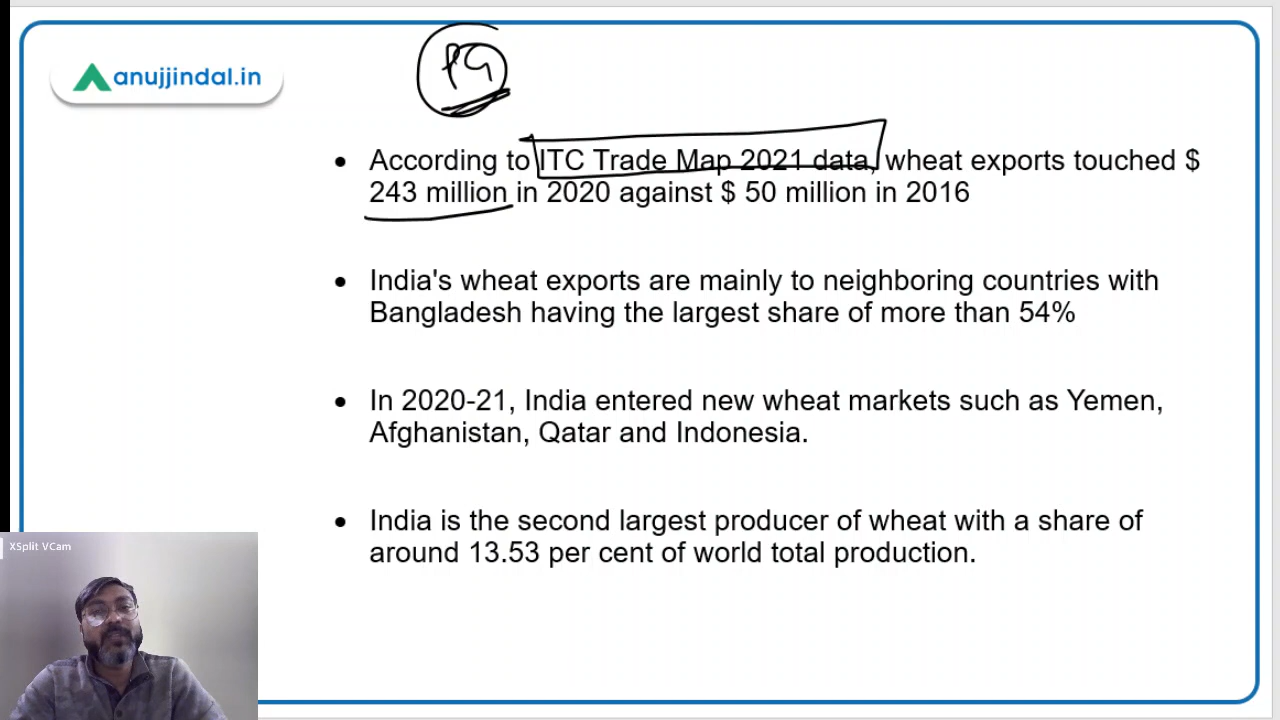 anujjindal.in
According to ITC Trade Map 2021 data, wheat exports touched $
243 million in 2020 against $ 50 million in 2016
India's wheat exports are mainly to neighboring countries with
Bangladesh having the largest share of more than 54%
In 2020-21, India entered new wheat markets such as Yemen,
Afghanistan, Qatar and Indonesia.
India is the second largest producer of wheat with a share of
around 13.53 per cent of world total production.
XSplit VCam